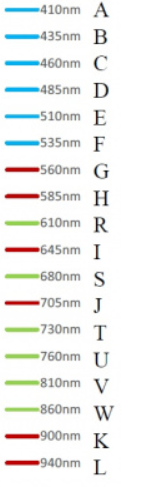 410nm A
435nm B
460nm C
485nm D
510nm E
535nm F
560nm G
585nm H
610nm R
645nm I
680nm S
705nm J
730nm T
760nm U
810nm V
860nm W
900nm K
940nm L